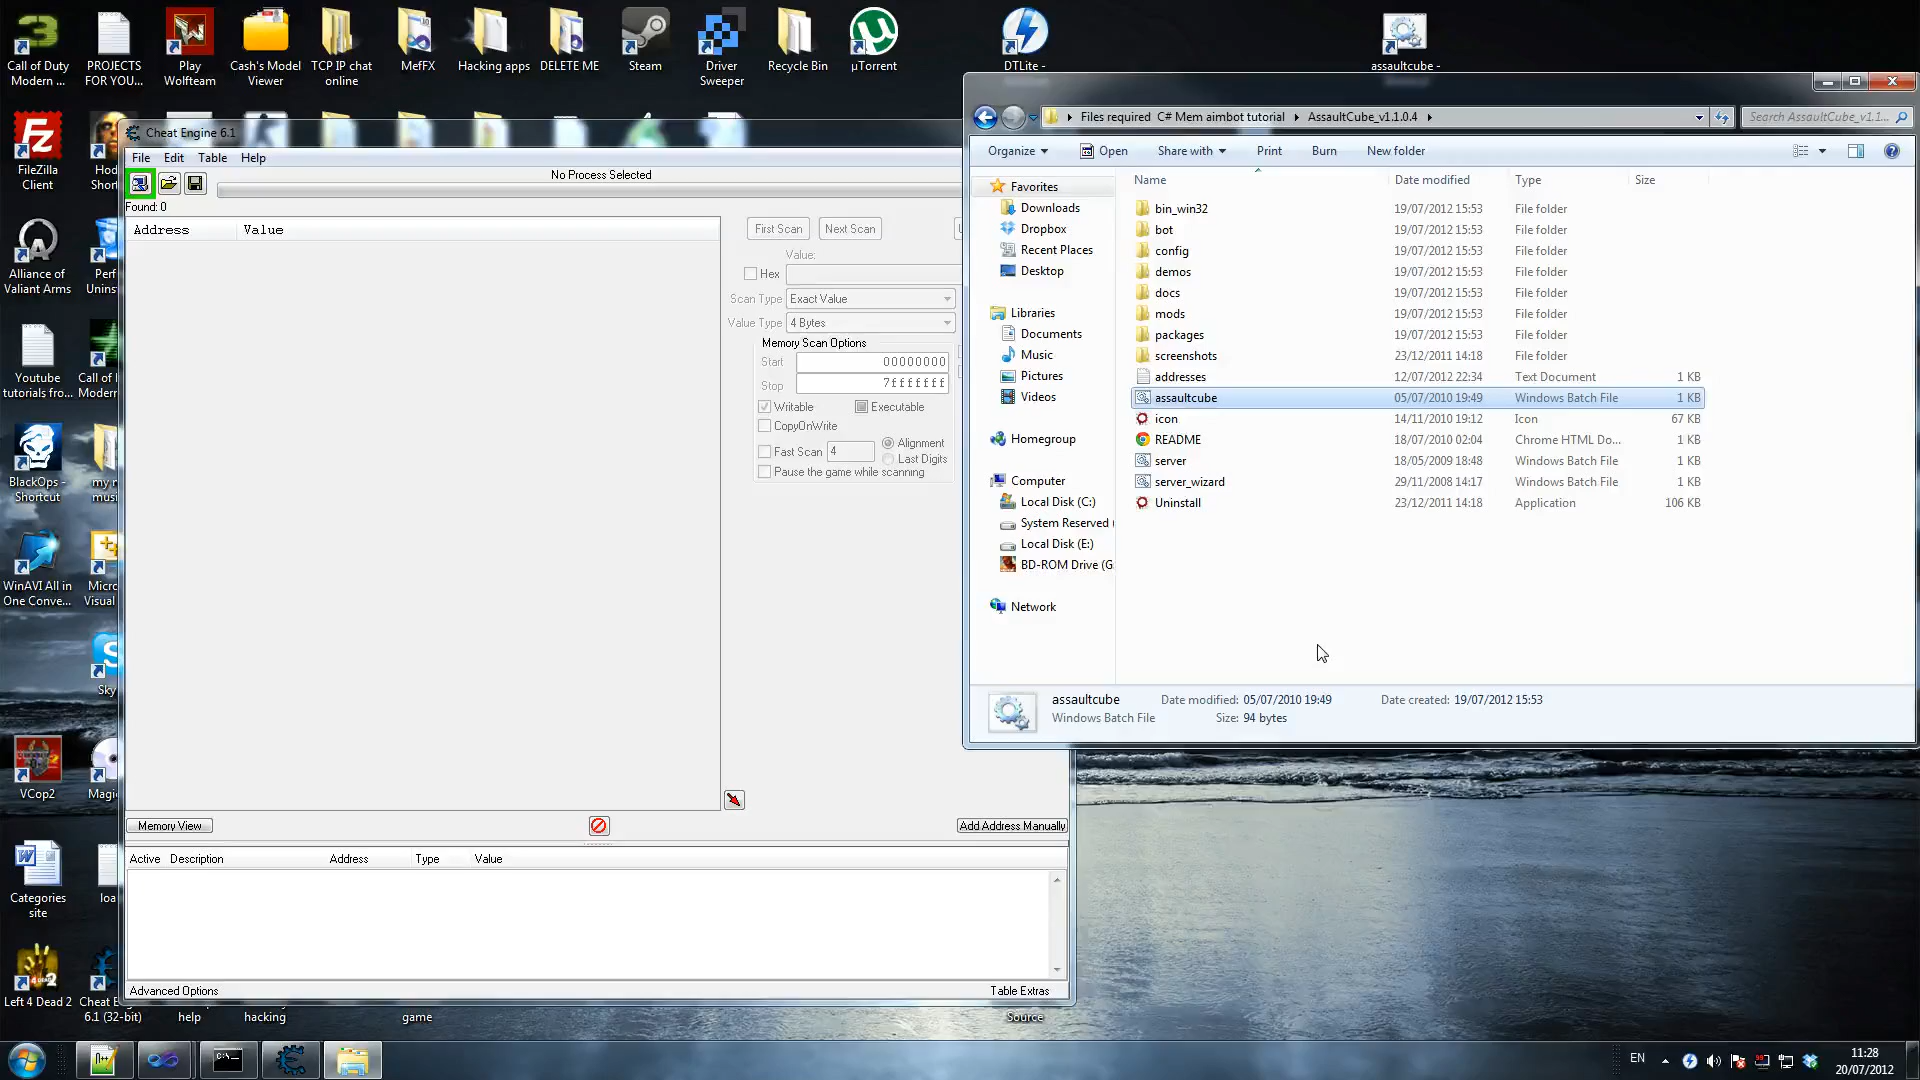 Call of Duty
Modern ...
PROJECTS
FOR YOU...
Play
Wolfteam
Cash's Model
Viewer
TCP IP chat
online
MefFX
Hacking apps
DELETE ME
Steam
Driver
Sweeper
Recycle Bin
µTorrent
DTLite -
assaultcube -
FileZilla
Client
Alliance of
Valiant Arms
Perf
Unins
Youtube
tutorials fro...
Modern
BlackOps -
Shortcut
WinAVI All in
One Conve...
Micro
Visual
Sky
VCop2
Magi
Categories
site
loa
Left 4 Dead 2
Cheat E
6.1 (32-bit)
help
hacking
game
Source
Cheat Engine 6.1
File Edit Table Help
No Process Selected
Found: 0
Address Value
First Scan Next Scan
Value:
Hex
Scan Type Exact Value
Value Type 4 Bytes
Memory Scan Options
Start 00000000
Stop 7fffffff
Writable Executable
CopyOnWrite
Fast Scan 4 Alignment
Last Digits
Pause the game while scanning
Memory View Add Address Manually
Active Description Address Type Value
Advanced Options Table Extras
Files required C# Mem aimbot tutorial AssaultCube_v1.1.0.4 Search AssaultCube_v1.1...
Organize Open Share with Print Burn New folder
Name Date modified Type Size
Favorites
Downloads
Dropbox
Recent Places
Desktop
Libraries
Documents
Music
Pictures
Videos
Homegroup
Computer
Local Disk (C:)
System Reserved
Local Disk (E:)
BD-ROM Drive (G
Network
bin_win32 19/07/2012 15:53 File folder
bot 19/07/2012 15:53 File folder
config 19/07/2012 15:53 File folder
demos 19/07/2012 15:53 File folder
docs 19/07/2012 15:53 File folder
mods 19/07/2012 15:53 File folder
packages 19/07/2012 15:53 File folder
screenshots 23/12/2011 14:18 File folder
addresses 12/07/2012 22:34 Text Document 1 KB
assaultcube 05/07/2010 19:49 Windows Batch File 1 KB
icon 14/11/2010 19:12 Icon 67 KB
README 18/07/2010 02:04 Chrome HTML Do... 1 KB
server 18/05/2009 18:48 Windows Batch File 1 KB
server_wizard 29/11/2008 14:17 Windows Batch File 1 KB
Uninstall 23/12/2011 14:18 Application 106 KB
assaultcube Date modified: 05/07/2010 19:49 Date created: 19/07/2012 15:53
Windows Batch File Size: 94 bytes
EN
11:28
20/07/2012